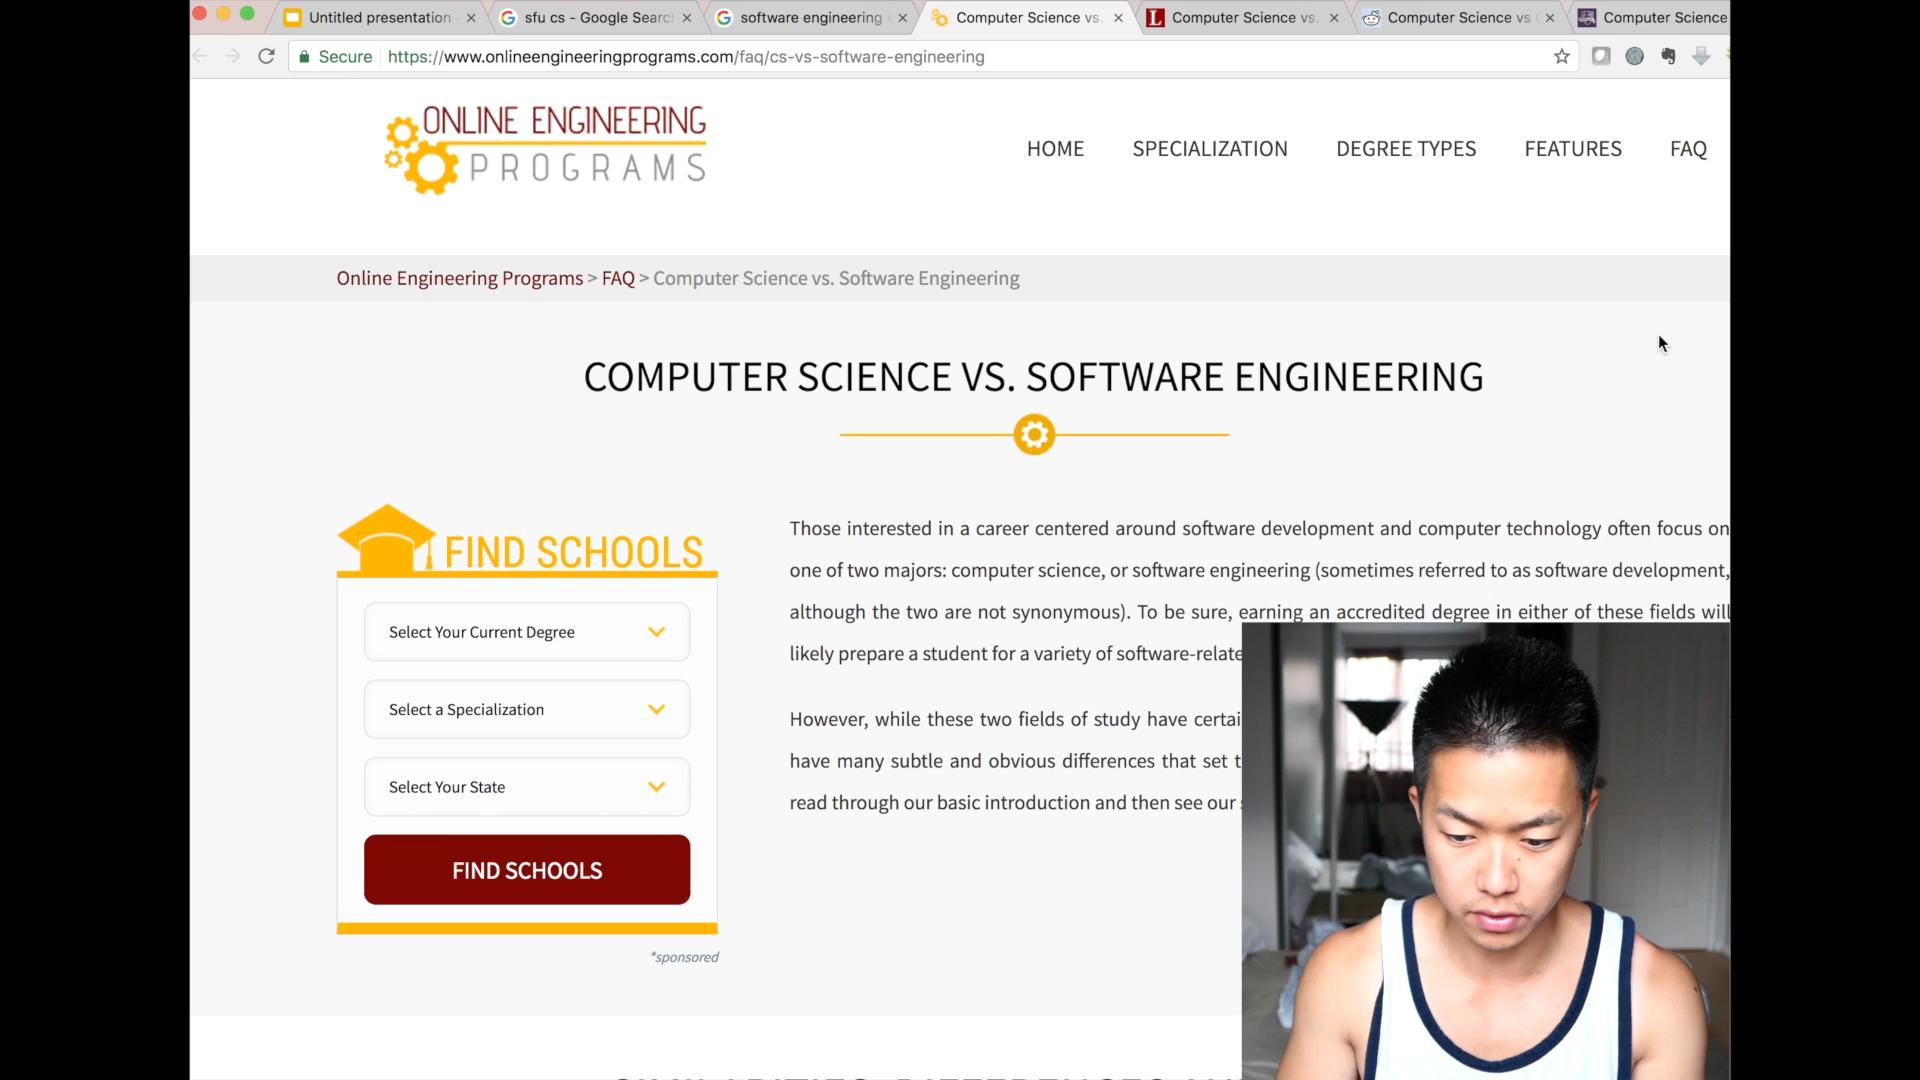 Untitled presentation
sfu cs - Google Search
software engineering
Computer Science vs.
Computer Science vs.
Computer Science vs
Computer Science
Secure https://www.onlineengineeringprograms.com/faq/cs-vs-software-engineering
ONLINE ENGINEERING
PROGRAMS
HOME SPECIALIZATION DEGREE TYPES FEATURES FAQ
Online Engineering Programs > FAQ > Computer Science vs. Software Engineering
COMPUTER SCIENCE VS. SOFTWARE ENGINEERING
FIND SCHOOLS
Select Your Current Degree
Select a Specialization
Select Your State
FIND SCHOOLS
*sponsored
Those interested in a career centered around software development and computer technology often focus on
one of two majors: computer science, or software engineering (sometimes referred to as software development,
although the two are not synonymous). To be sure, earning an accredited degree in either of these fields will
likely prepare a student for a variety of software-relate
However, while these two fields of study have certai
have many subtle and obvious differences that set t
read through our basic introduction and then see our